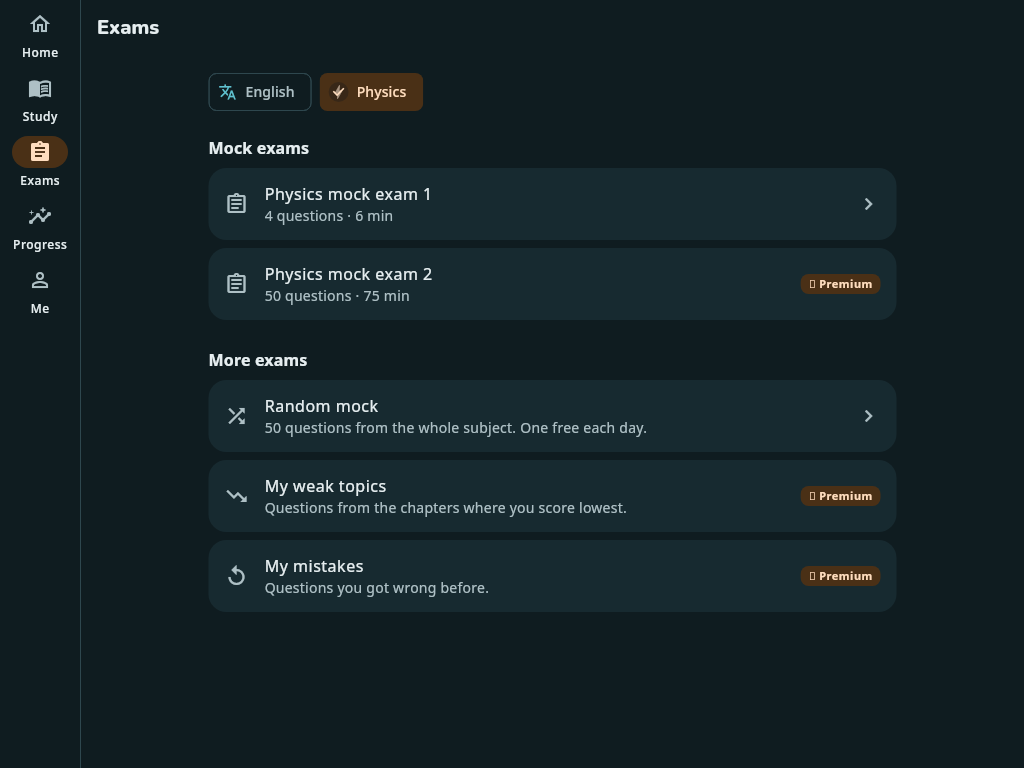 Exams
Home
Study
Exams
Progress
Me
English
Physics
Mock exams
Physics mock exam 1
4 questions · 6 min
Physics mock exam 2
50 questions · 75 min
Premium
More exams
Random mock
50 questions from the whole subject. One free each day.
My weak topics
Questions from the chapters where you score lowest.
Premium
My mistakes
Questions you got wrong before.
Premium